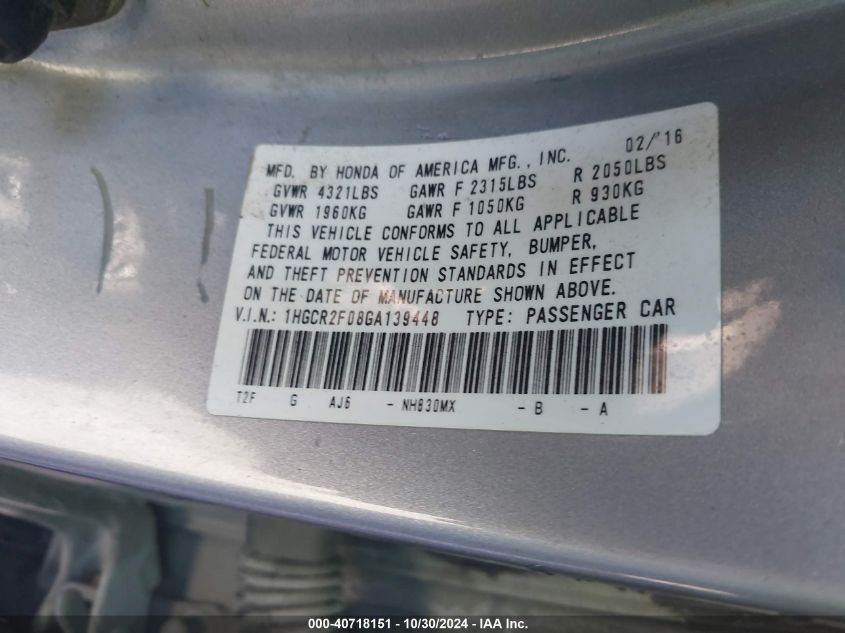 02/'16
MFD. BY HONDA OF AMERICA MFG., INC.
GVWR 4321LBS GAWR F 2315LBS R 2050LBS
GVWR 1960KG GAWR F 1050KG R 930KG
THIS VEHICLE CONFORMS TO ALL APPLICABLE
FEDERAL MOTOR VEHICLE SAFETY, BUMPER,
AND THEFT PREVENTION STANDARDS IN EFFECT
ON THE DATE OF MANUFACTURE SHOWN ABOVE.
V.I.N.: 1HGCR2F08GA139448 TYPE: PASSENGER CAR
T2F G AJ6 - NH830MX - B - A
000-40718151 - 10/30/2024 - IAA Inc.